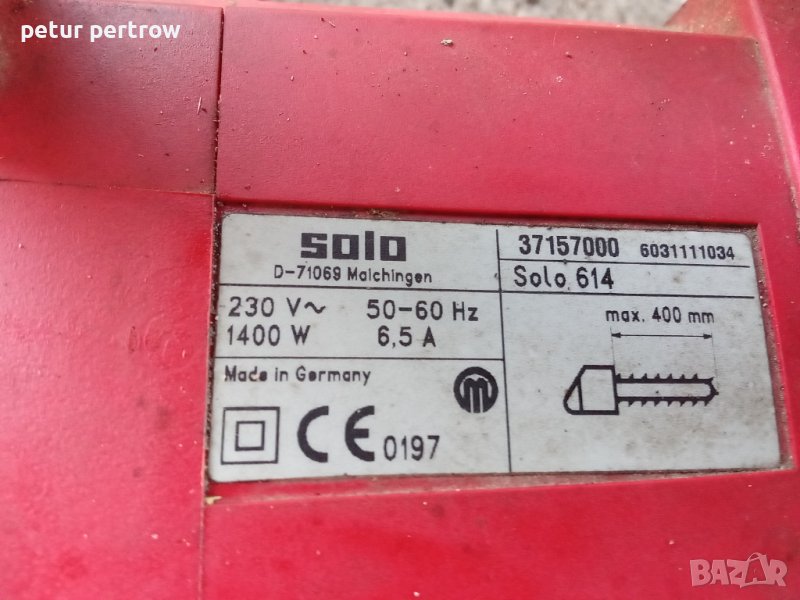 petur pertrow
solo
D-71069 Maichingen
230 V~ 50-60 Hz
1400 W 6,5 A
Made in Germany
CE 0197
37157000 6031111034
Solo 614
max. 400 mm
BAZAR